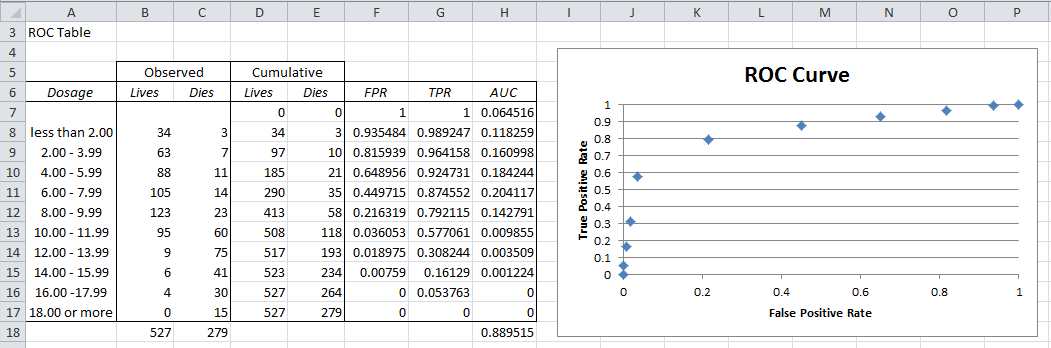 A B C D E F G H I J K L M N O P
3 ROC Table
4
5 Observed Cumulative
6 Dosage Lives Dies Lives Dies FPR TPR AUC
7 0 0 1 1 0.064516
8 less than 2.00 34 3 34 3 0.935484 0.989247 0.118259
9 2.00 - 3.99 63 7 97 10 0.815939 0.964158 0.160998
10 4.00 - 5.99 88 11 185 21 0.648956 0.924731 0.184244
11 6.00 - 7.99 105 14 290 35 0.449715 0.874552 0.204117
12 8.00 - 9.99 123 23 413 58 0.216319 0.792115 0.142791
13 10.00 - 11.99 95 60 508 118 0.036053 0.577061 0.009855
14 12.00 - 13.99 9 75 517 193 0.018975 0.308244 0.003509
15 14.00 - 15.99 6 41 523 234 0.00759 0.16129 0.001224
16 16.00 -17.99 4 30 527 264 0 0.053763 0
17 18.00 or more 0 15 527 279 0 0 0
18 527 279 0.889515
ROC Curve
True Positive Rate
1
0.9
0.8
0.7
0.6
0.5
0.4
0.3
0.2
0.1
0
0 0.2 0.4 0.6 0.8 1
False Positive Rate